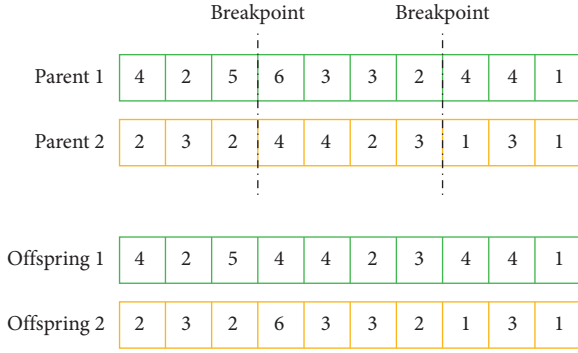 Breakpoint Breakpoint
Parent 1 4 2 5 6 3 3 2 4 4 1
Parent 2 2 3 2 4 4 2 3 1 3 1
Offspring 1 4 2 5 4 4 2 3 4 4 1
Offspring 2 2 3 2 6 3 3 2 1 3 1